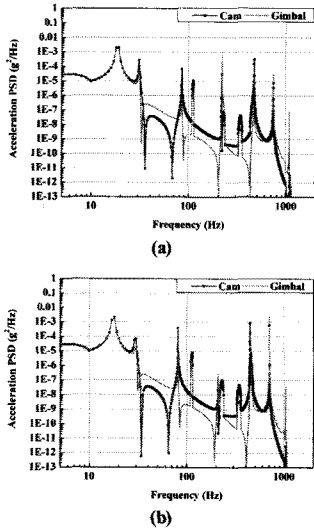 Cam Gimbal
Acceleration PSD (g²/Hz)
1
0.1
0.01
1E-3
1E-4
1E-5
1E-6
1E-7
1E-8
1E-9
1E-10
1E-11
1E-12
1E-13
10 100 1000
Frequency (Hz)
(a)
Cam Gimbal
Acceleration PSD (g²/Hz)
1
0.1
0.01
1E-3
1E-4
1E-5
1E-6
1E-7
1E-8
1E-9
1E-10
1E-11
1E-12
1E-13
10 100 1000
Frequency (Hz)
(b)